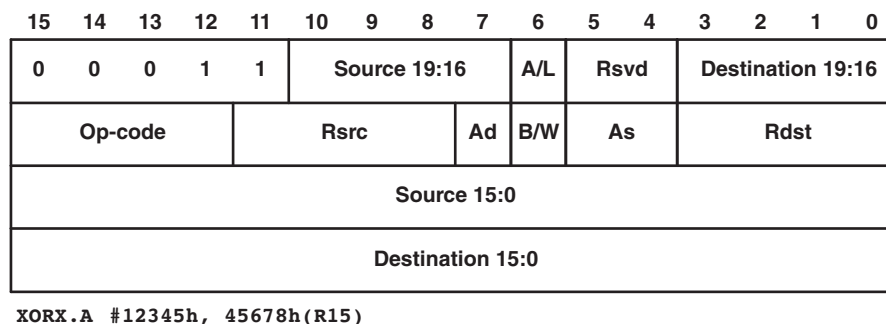 15 14 13 12 11 10 9 8 7 6 5 4 3 2 1 0
0 0 0 1 1 Source 19:16 A/L Rsvd Destination 19:16
Op-code Rsrc Ad B/W As Rdst
Source 15:0
Destination 15:0
XORX.A #12345h, 45678h(R15)